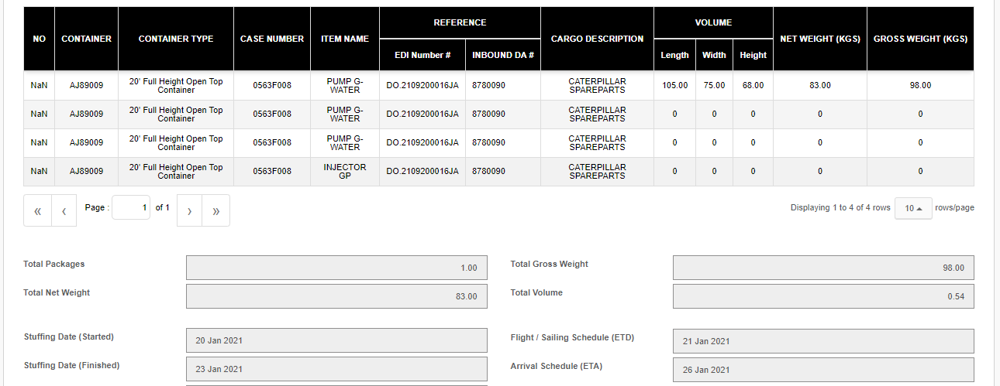 NO CONTAINER CONTAINER TYPE CASE NUMBER ITEM NAME REFERENCE CARGO DESCRIPTION VOLUME NET WEIGHT (KGS) GROSS WEIGHT (KGS)
EDI Number # INBOUND DA # Length Width Height
NaN AJ89009 20' Full Height Open Top Container 0563F008 PUMP G-WATER DO.2109200016JA 8780090 CATERPILLAR SPAREPARTS 105.00 75.00 68.00 83.00 98.00
NaN AJ89009 20' Full Height Open Top Container 0563F008 PUMP G-WATER DO.2109200016JA 8780090 CATERPILLAR SPAREPARTS 0 0 0 0 0
NaN AJ89009 20' Full Height Open Top Container 0563F008 PUMP G-WATER DO.2109200016JA 8780090 CATERPILLAR SPAREPARTS 0 0 0 0 0
NaN AJ89009 20' Full Height Open Top Container 0563F008 INJECTOR GP DO.2109200016JA 8780090 CATERPILLAR SPAREPARTS 0 0 0 0 0
« ‹ Page : 1 of 1 › » Displaying 1 to 4 of 4 rows 10 rows/page
Total Packages 1.00 Total Gross Weight 98.00
Total Net Weight 83.00 Total Volume 0.54
Stuffing Date (Started) 20 Jan 2021 Flight / Sailing Schedule (ETD) 21 Jan 2021
Stuffing Date (Finished) 23 Jan 2021 Arrival Schedule (ETA) 26 Jan 2021